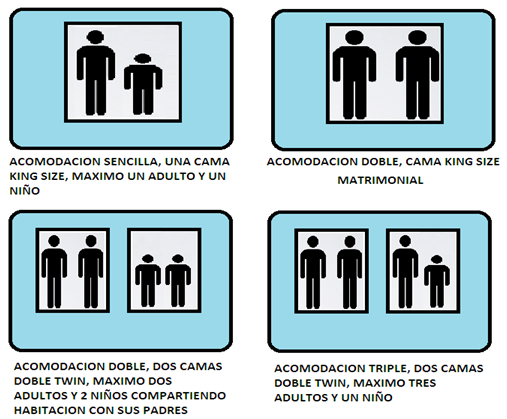 ACOMODACION SENCILLA, UNA CAMA
KING SIZE, MAXIMO UN ADULTO Y UN
NIÑO
ACOMODACION DOBLE, CAMA KING SIZE
MATRIMONIAL
ACOMODACION DOBLE, DOS CAMAS
DOBLE TWIN, MAXIMO DOS
ADULTOS Y 2 NIÑOS COMPARTIENDO
HABITACION CON SUS PADRES
ACOMODACION TRIPLE, DOS CAMAS
DOBLE TWIN, MAXIMO TRES
ADULTOS Y UN NIÑO